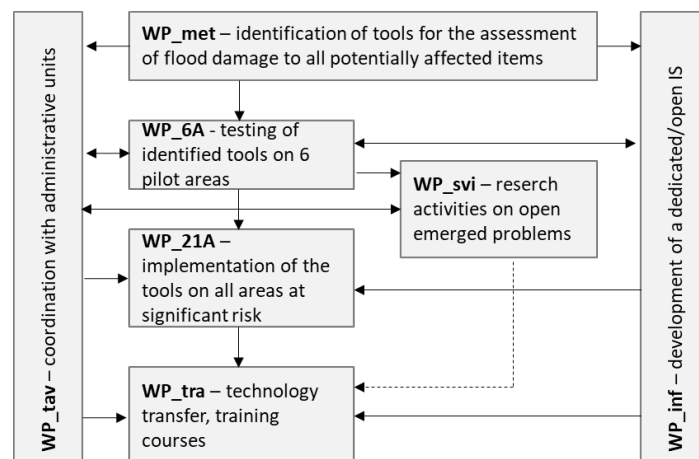 WP_met – identification of tools for the assessment
of flood damage to all potentially affected items
WP_6A - testing of
identified tools on 6
pilot areas
WP_svi – reserch
activities on open
emerged problems
WP_21A –
implementation of the
tools on all areas at
significant risk
WP_tra – technology
transfer, training
courses
WP_tav – coordination with administrative units
WP_inf – development of a dedicated/open IS